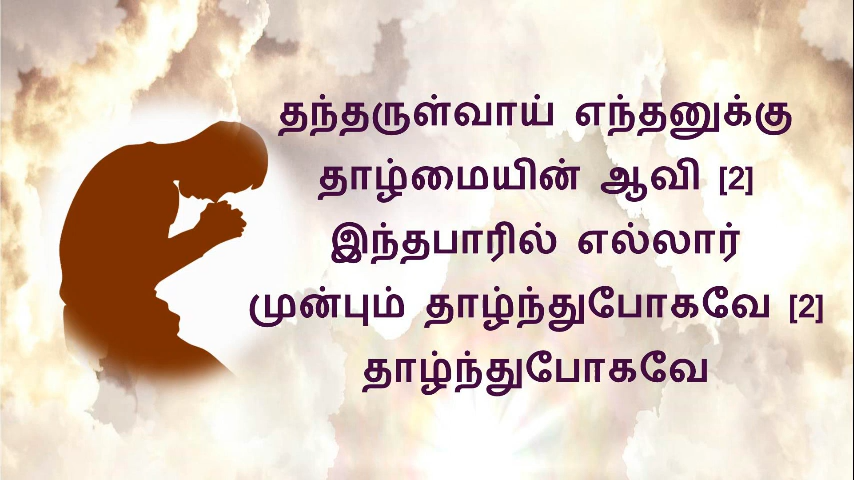 தந்தருள்வாய் எந்தனுக்கு
தாழ்மையின் ஆவி [2]
இந்தபாரில் எல்லார்
முன்பும் தாழ்ந்துபோகவே [2]
தாழ்ந்துபோகவே